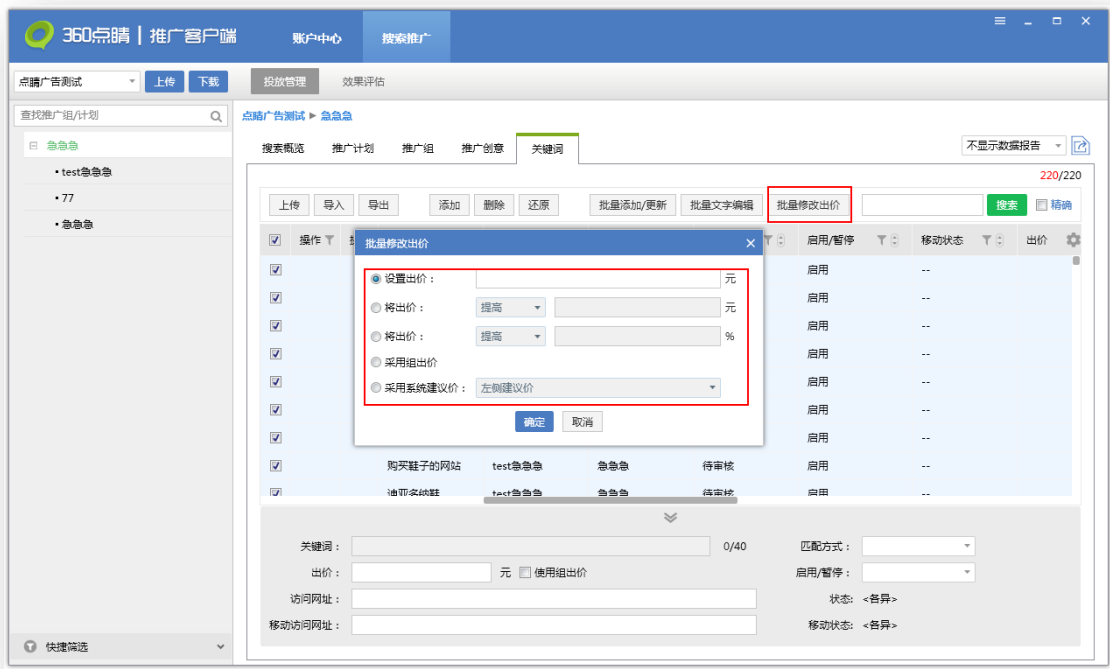 360点睛 | 推广客户端 账户中心 搜索推广
点睛广告测试 上传 下载 投放管理 效果评估
查找推广组/计划 点睛广告测试 ▶ 急急急
急急急 搜索概览 推广计划 推广组 推广创意 关键词 不显示数据报告
• test急急急
220/220
• 77
上传 导入 导出 添加 删除 还原 批量添加/更新 批量文字编辑 批量修改出价 搜索 精确
• 急急急
操作 启用/暂停 移动状态 出价
批量修改出价
启用 --
设置出价： 元
启用 --
将出价： 提高 元
启用 --
将出价： 提高 %
启用 --
采用组出价
启用 --
采用系统建议价： 左侧建议价
启用 --
确定 取消
启用 --
购买鞋子的网站 test急急急 急急急 待审核 启用 --
迪亚多纳鞋 test急急急 急急急 待审核 启用 --
关键词： 0/40 匹配方式：
出价： 元 使用组出价 启用/暂停：
访问网址： 状态: <各异>
移动访问网址： 移动状态: <各异>
快捷筛选